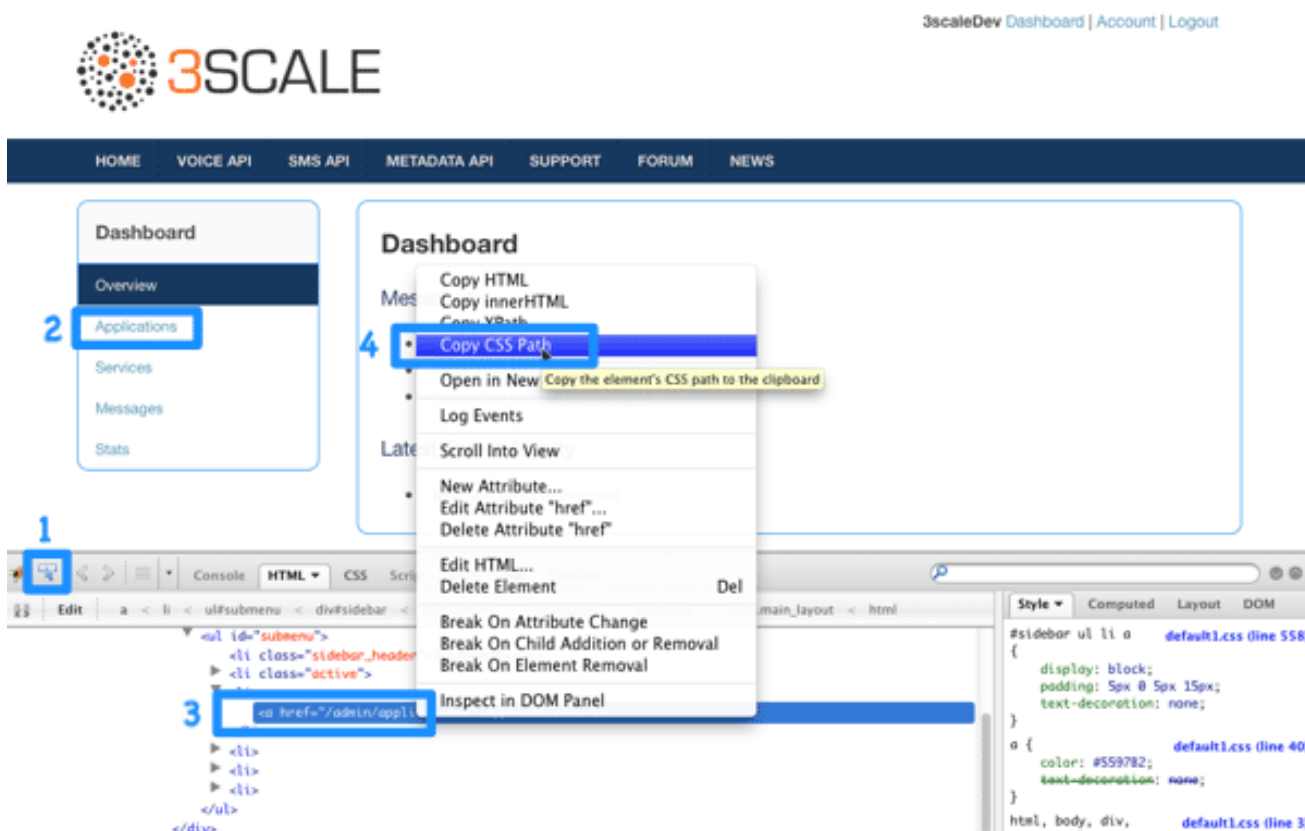 3scaleDev Dashboard | Account | Logout
3SCALE
HOME VOICE API SMS API METADATA API SUPPORT FORUM NEWS
Dashboard
Overview
2 Applications
Services
Messages
Stats
Dashboard
Mes
Late
Copy HTML
Copy innerHTML
Copy XPath
4 Copy CSS Path
Open in New
Copy the element's CSS path to the clipboard
Log Events
Scroll Into View
New Attribute...
Edit Attribute "href"...
Delete Attribute "href"
Edit HTML...
Delete Element Del
Break On Attribute Change
Break On Child Addition or Removal
Break On Element Removal
Inspect in DOM Panel
1
Console HTML CSS Scri
Edit a < li < ul#submenu < div#sidebar < .main_layout < html
<ul id="submenu">
<li class="sidebar_header
<li class="active">
3 <a href="/admin/appli
<li>
<li>
<li>
</ul>
</div>
Style Computed Layout DOM
#sidebar ul li a default1.css (line 558
{
display: block;
padding: 5px 0 5px 15px;
text-decoration: none;
}
a { default1.css (line 40
color: #559782;
text-decoration: none;
}
html, body, div, default1.css (line 3